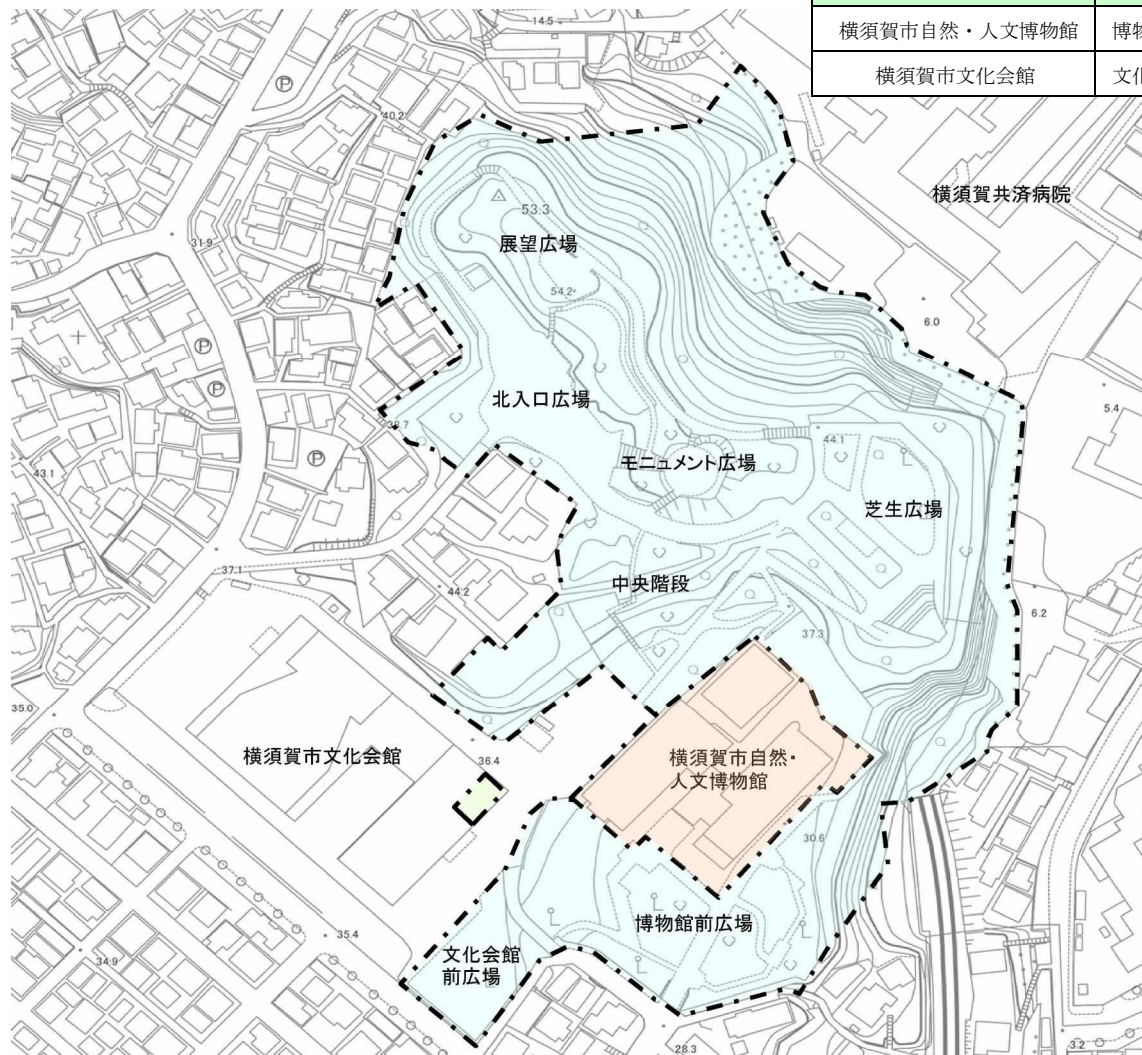 横須賀市自然・人文博物館
博物
横須賀市文化会館
文化
14.5
P
40.2
横須賀共済病院
53.3
展望広場
31.9
54.2
6.0
P
P
北入口広場
5.4
38.7
44.1
43.1
P
モニュメント広場
芝生広場
37.1
中央階段
44.2
6.2
37.3
35.0
横須賀市文化会館
36.4
横須賀市自然・
人文博物館
30.6
博物館前広場
35.4
34.9
文化会館
前広場
28.3
3.2